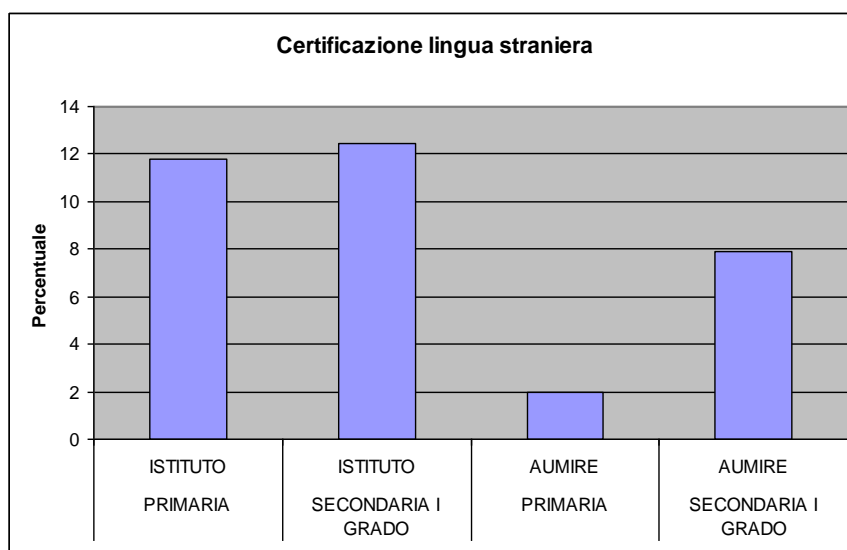 Certificazione lingua straniera
Percentuale
14
12
10
8
6
4
2
0
ISTITUTO ISTITUTO AUMIRE AUMIRE
PRIMARIA SECONDARIA I PRIMARIA SECONDARIA I
GRADO GRADO